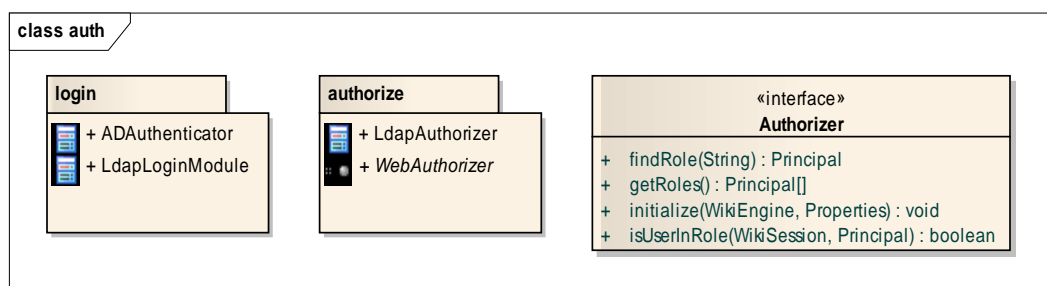 class auth
login
+ ADAuthenticator
+ LdapLoginModule
authorize
+ LdapAuthorizer
+ WebAuthorizer
«interface»
Authorizer
+ findRole(String) : Principal
+ getRoles() : Principal[]
+ initialize(WikiEngine, Properties) : void
+ isUserInRole(WikiSession, Principal) : boolean